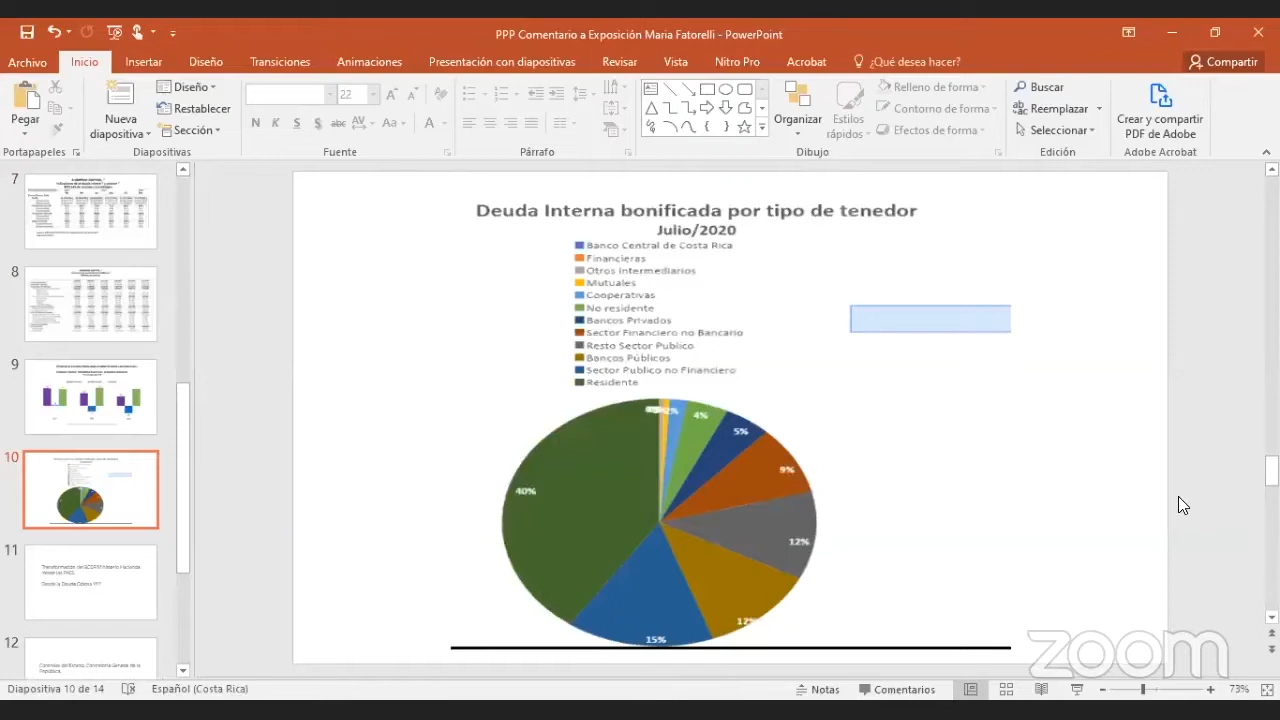 PPP Comentario a Exposición Maria Fatorelli - PowerPoint
Archivo Inicio Insertar Diseño Transiciones Animaciones Presentación con diapositivas Revisar Vista Nitro Pro Acrobat ¿Qué desea hacer? Compartir
Pegar
Nueva diapositiva
Diseño
Restablecer
Sección
22
N K S S abc AV Aa A
Organizar
Estilos rápidos
Relleno de forma
Contorno de forma
Efectos de forma
Buscar
Reemplazar
Seleccionar
Crear y compartir PDF de Adobe
Portapapeles Diapositivas Fuente Párrafo Dibujo Edición Adobe Acrobat
7
8
9
10
11
12
Deuda Interna bonificada por tipo de tenedor
Julio/2020
Banco Central de Costa Rica
Financieras
Otros intermediarios
Mutuales
Cooperativas
No residente
Bancos Privados
Sector Financiero no Bancario
Resto Sector Publico
Bancos Públicos
Sector Publico no Financiero
Residente
4%
5%
9%
40%
12%
12%
15%
zoom
Diapositiva 10 de 14 Español (Costa Rica) Notas Comentarios 73%